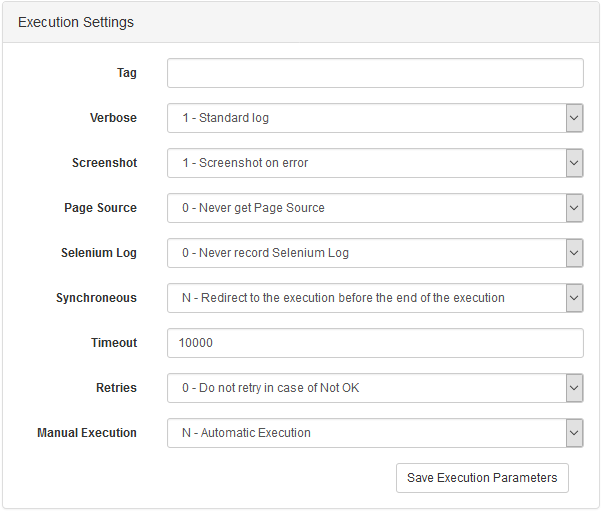 Execution Settings
Tag
Verbose 1 - Standard log
Screenshot 1 - Screenshot on error
Page Source 0 - Never get Page Source
Selenium Log 0 - Never record Selenium Log
Synchroneous N - Redirect to the execution before the end of the execution
Timeout 10000
Retries 0 - Do not retry in case of Not OK
Manual Execution N - Automatic Execution
Save Execution Parameters